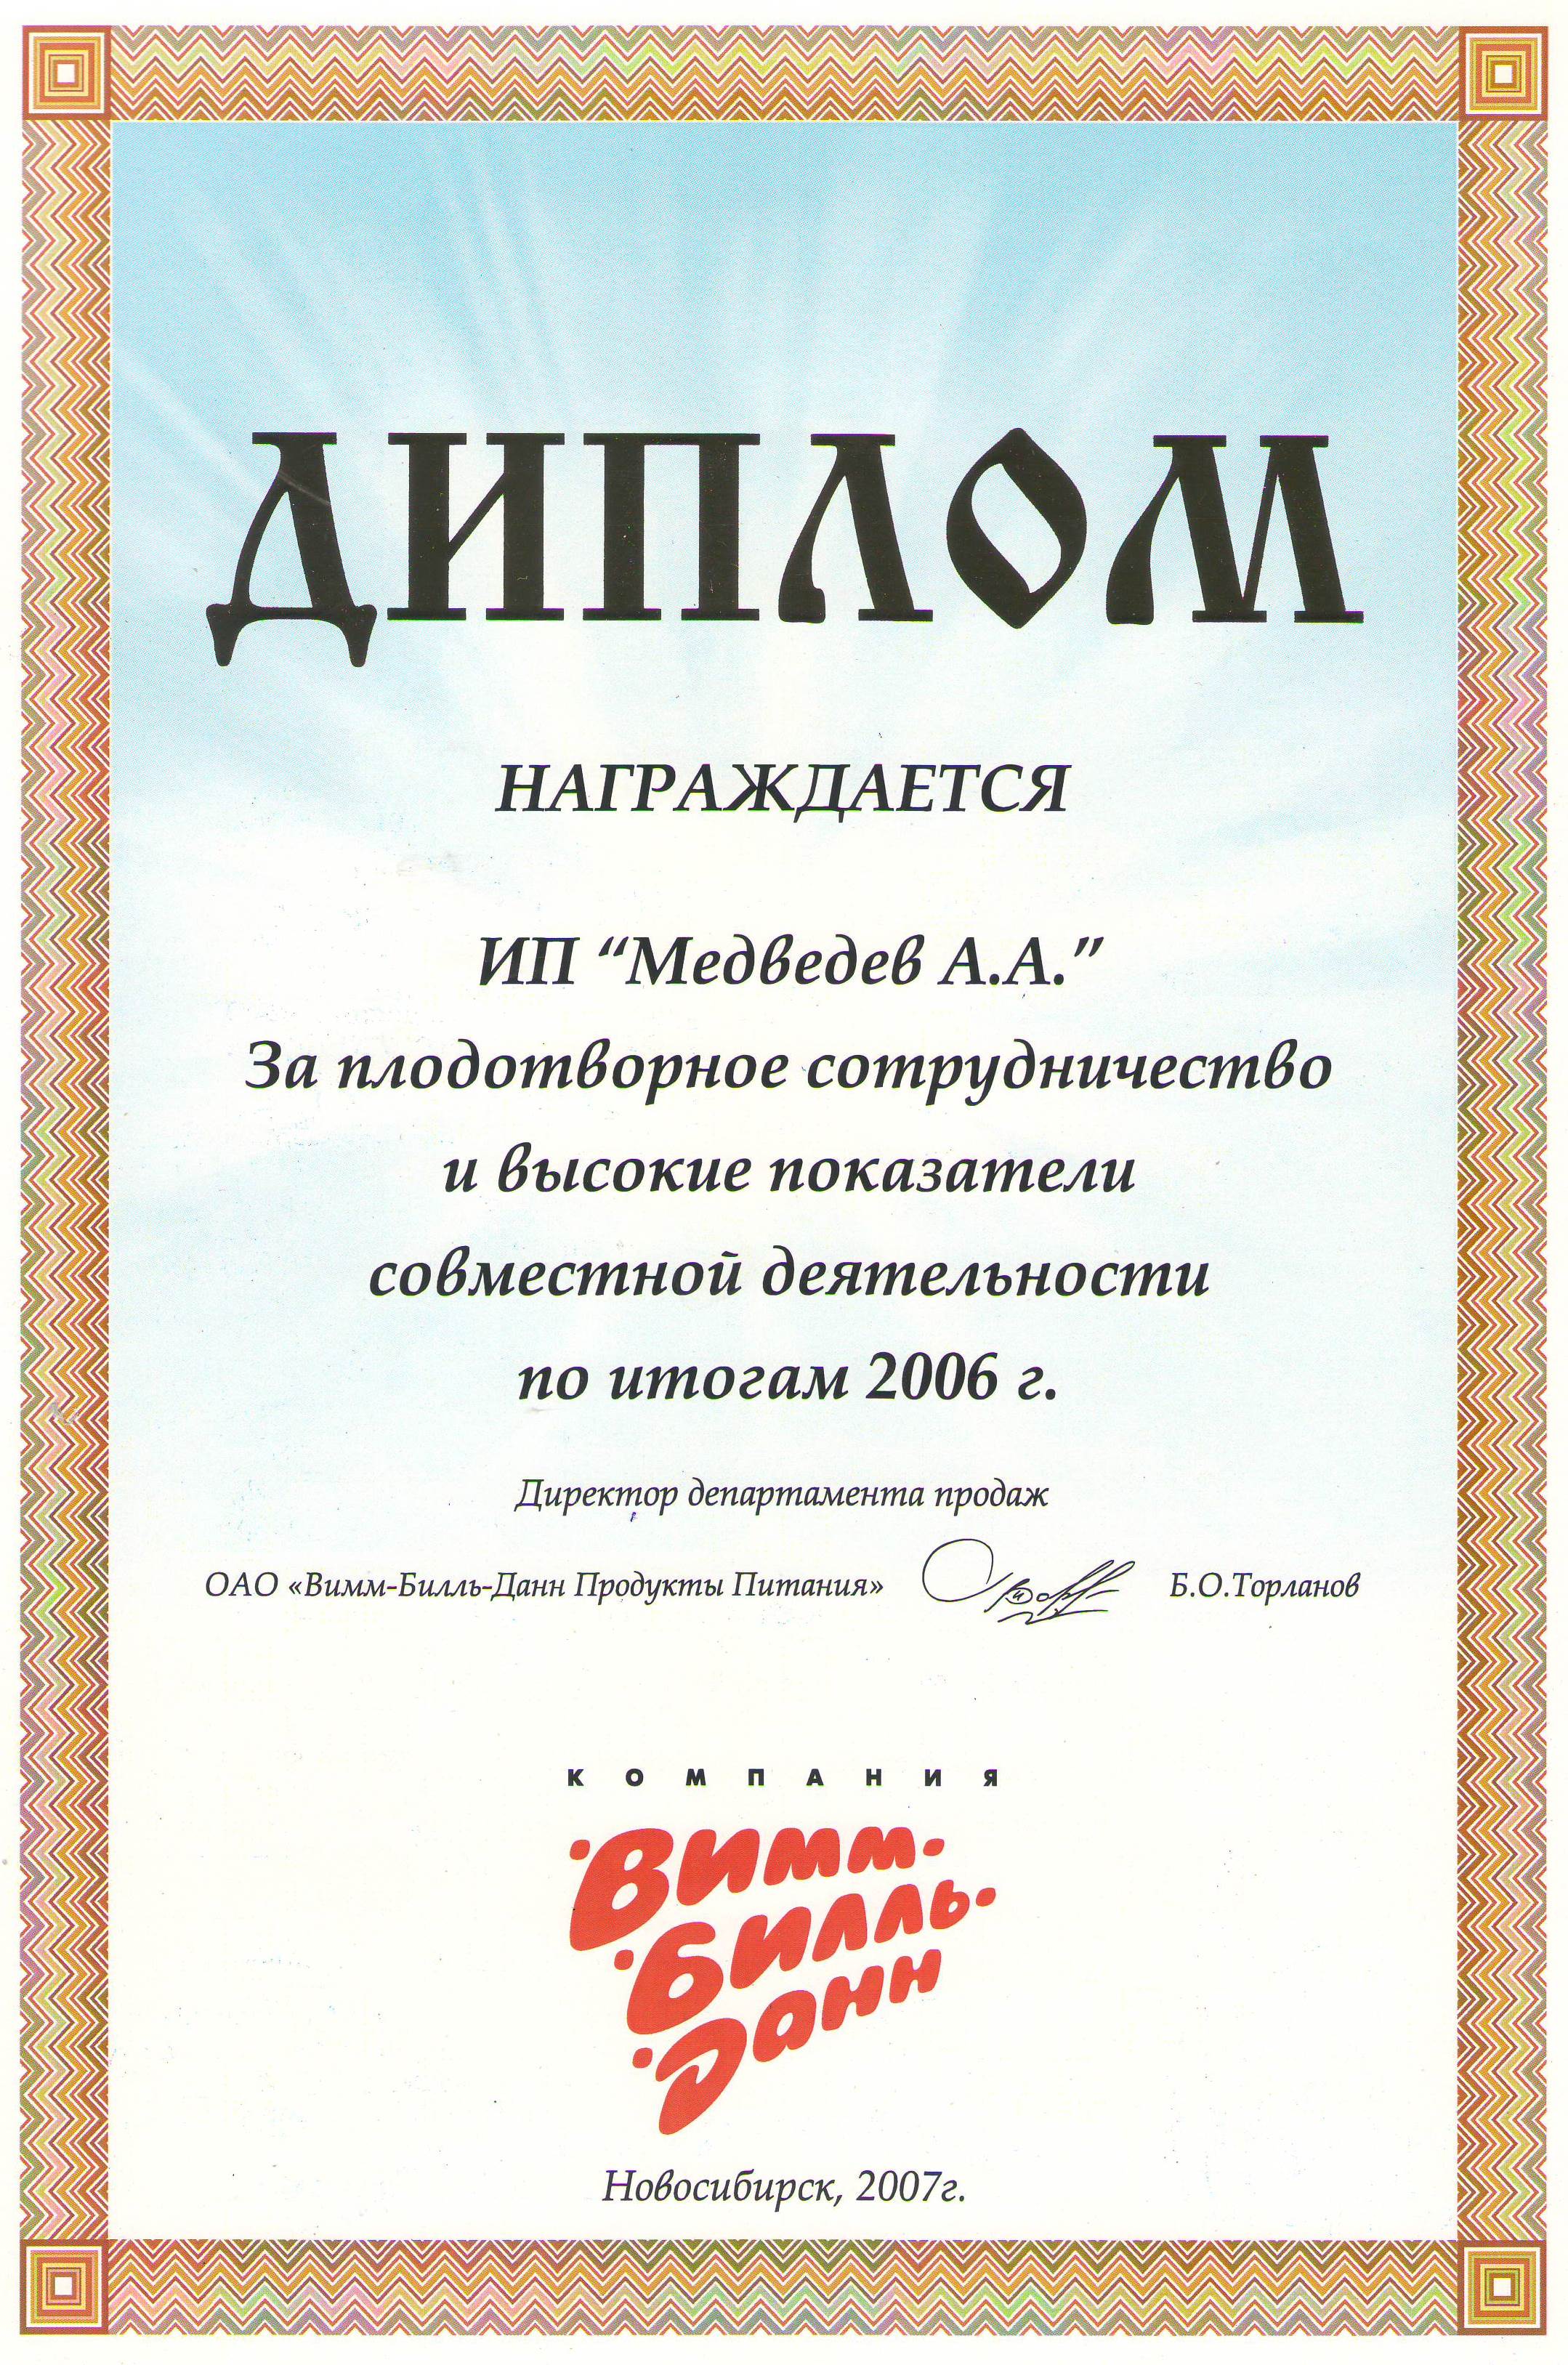 ДИПЛОМ
НАГРАЖДАЕТСЯ
ИП “Медведев А.А.”
За плодотворное сотрудничество
и высокие показатели
совместной деятельности
по итогам 2006 г.
Директор департамента продаж
ОАО «Вимм-Билль-Данн Продукты Питания» Б.О.Торланов
КОМПАНИЯ
Вимм-
Билль-
Данн
Новосибирск, 2007г.